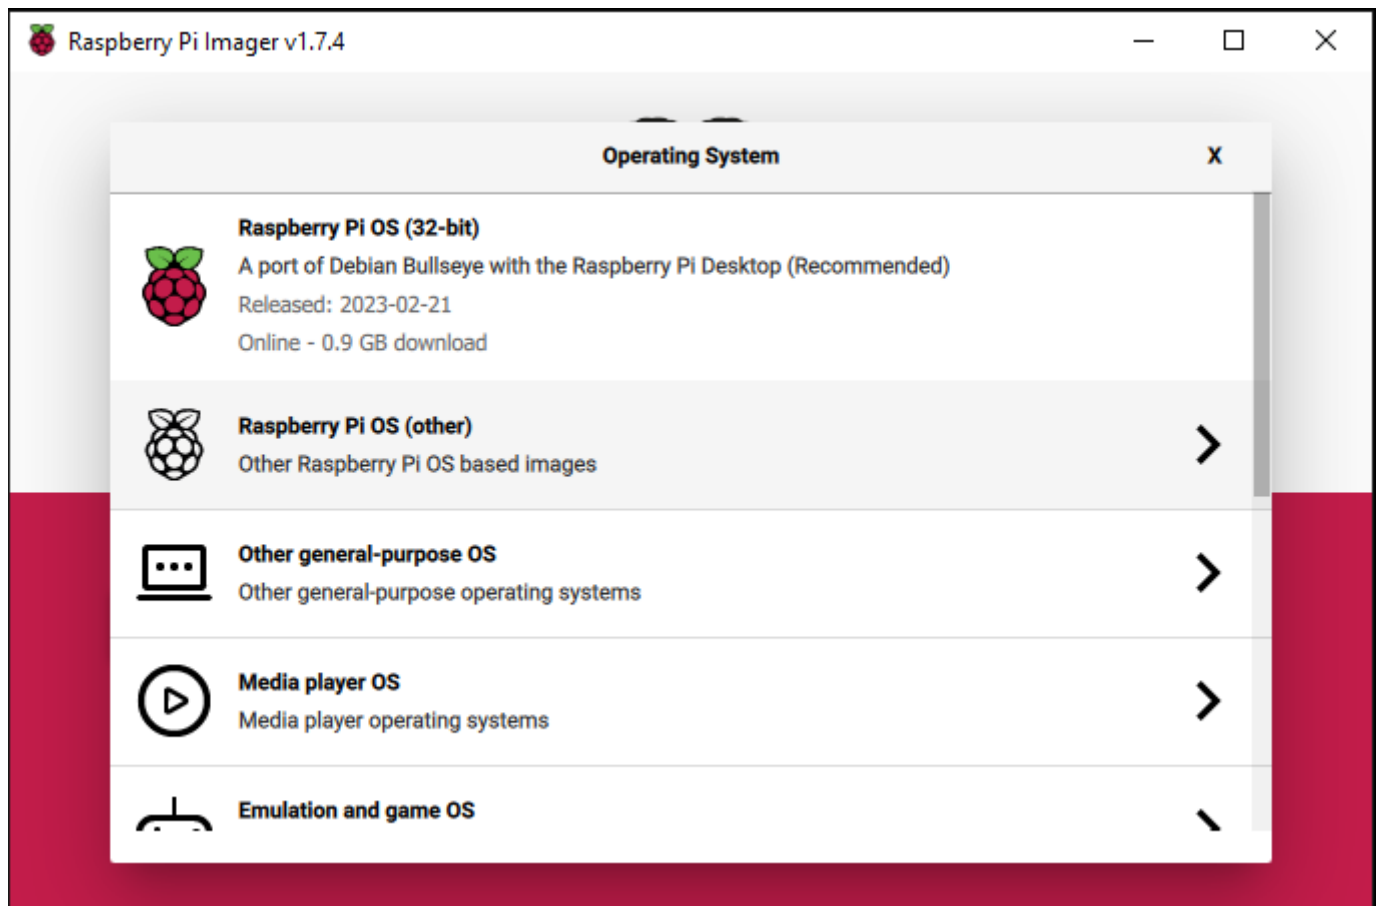 Raspberry Pi Imager v1.7.4
Operating System
X
Raspberry Pi OS (32-bit)
A port of Debian Bullseye with the Raspberry Pi Desktop (Recommended)
Released: 2023-02-21
Online - 0.9 GB download
Raspberry Pi OS (other)
Other Raspberry Pi OS based images
Other general-purpose OS
Other general-purpose operating systems
Media player OS
Media player operating systems
Emulation and game OS